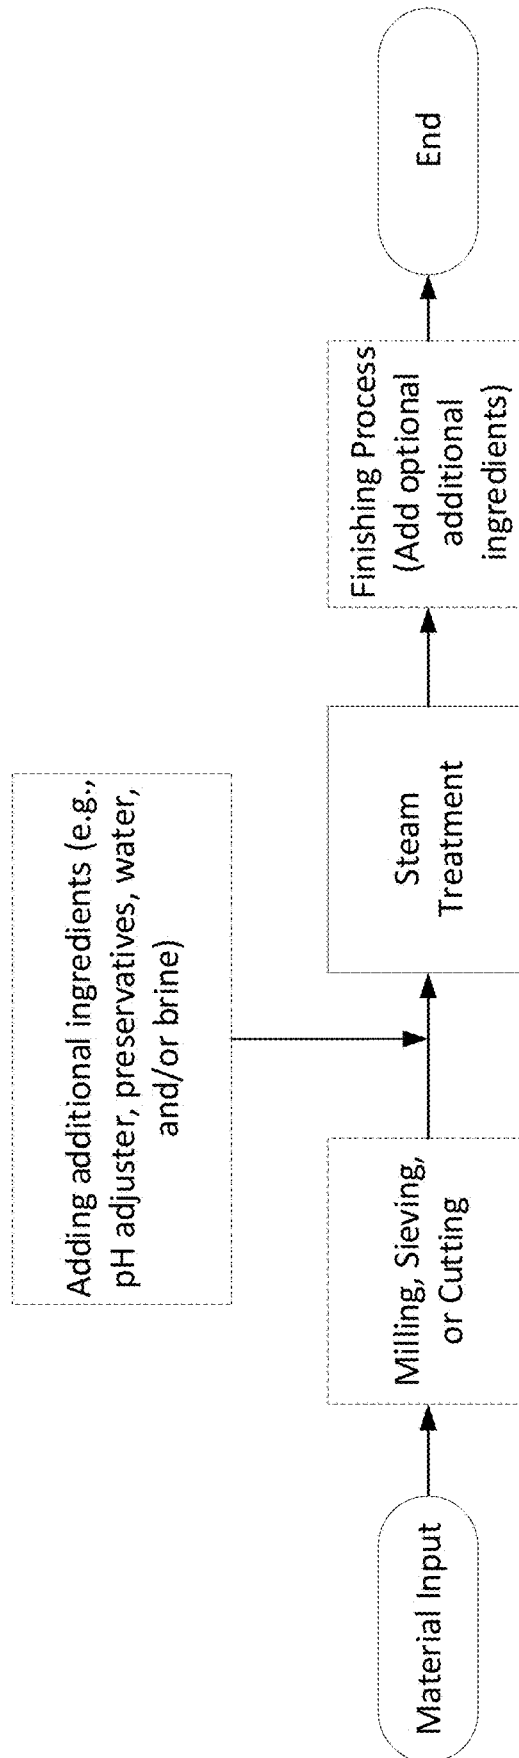 Material Input
Milling, Sieving,
or Cutting
Adding additional ingredients (e.g.,
pH adjuster, preservatives, water,
and/or brine)
Steam
Treatment
Finishing Process
(Add optional
additional
ingredients)
End